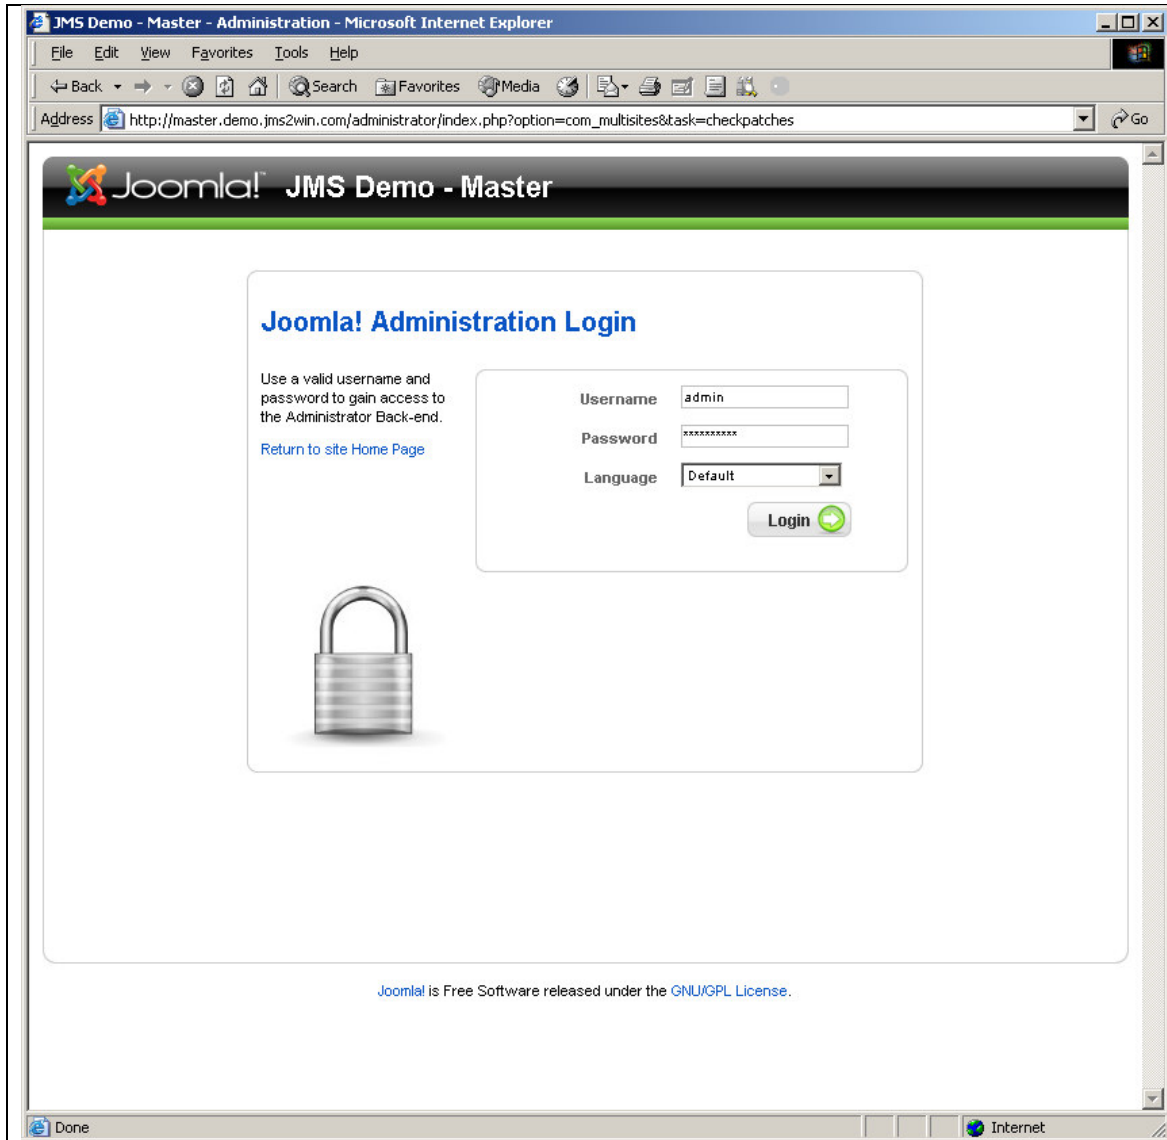 JMS Demo - Master - Administration - Microsoft Internet Explorer
File Edit View Favorites Tools Help
Back Search Favorites Media
Address http://master.demo.jms2win.com/administrator/index.php?option=com_multisites&task=checkpatches Go
Joomla!™ JMS Demo - Master
Joomla! Administration Login
Use a valid username and
password to gain access to
the Administrator Back-end.
Return to site Home Page
Username admin
Password **********
Language Default
Login
Joomla! is Free Software released under the GNU/GPL License.
Done Internet